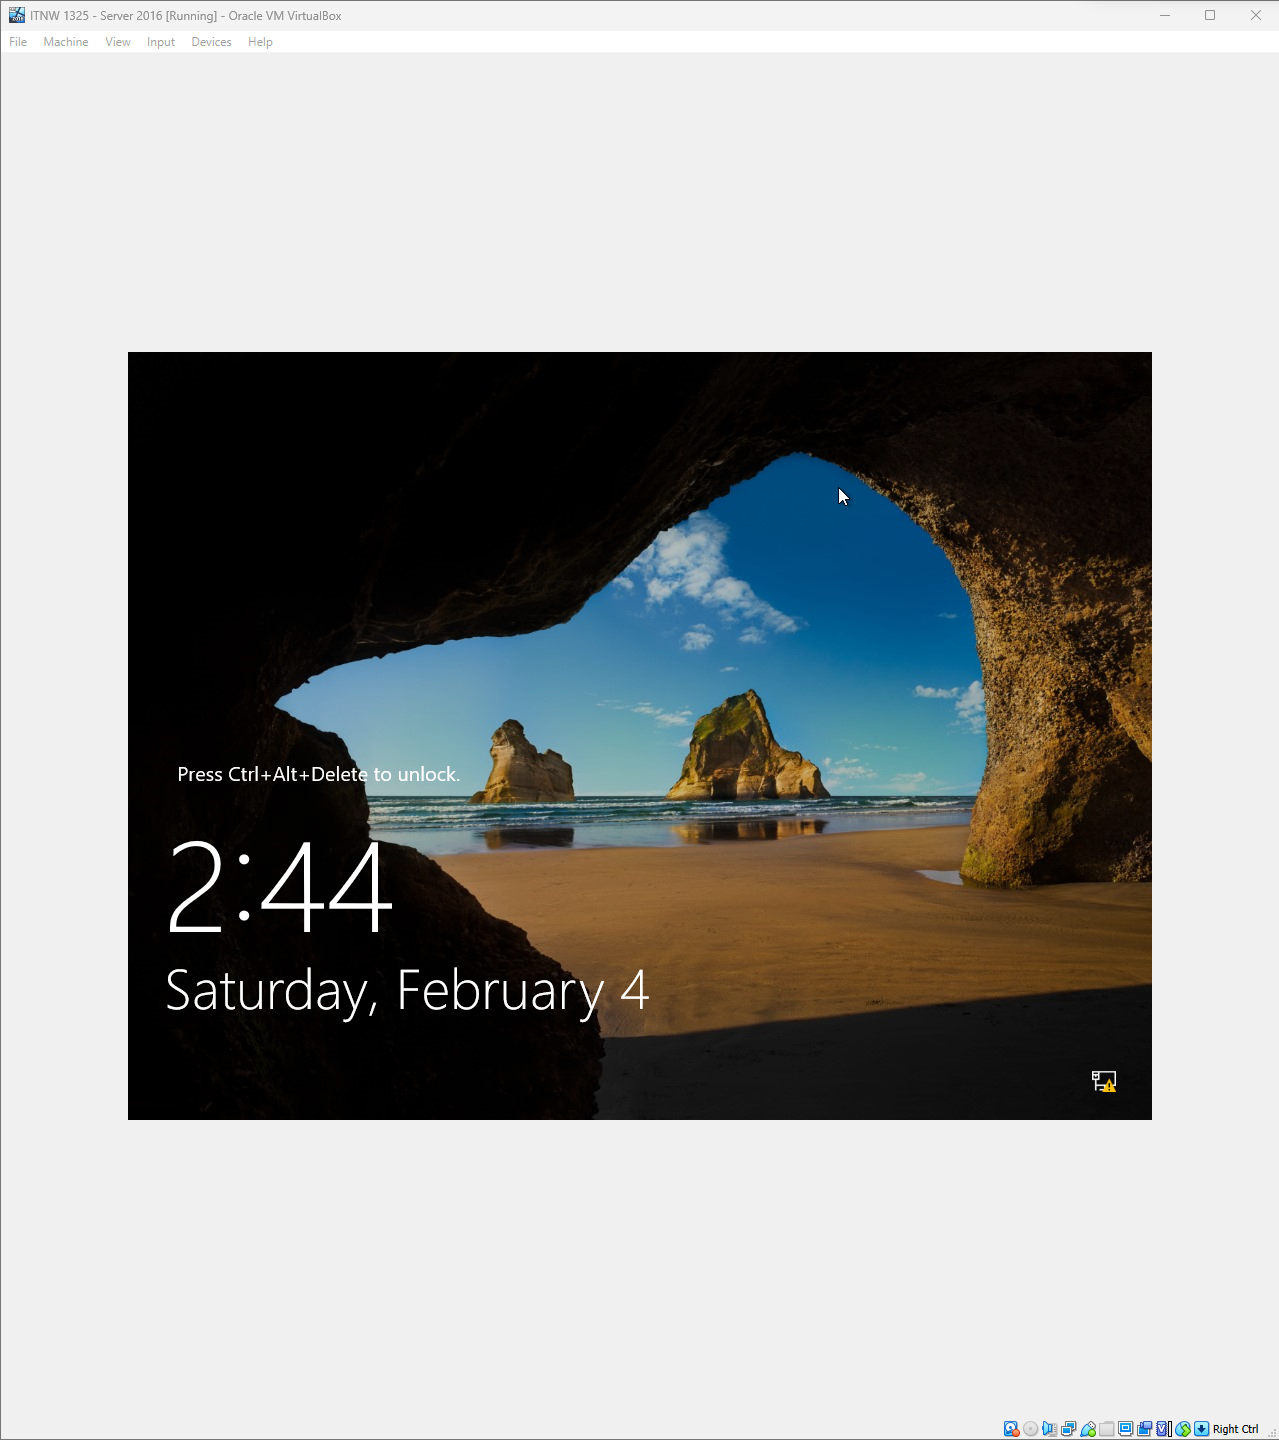 ITNW 1325 - Server 2016 [Running] - Oracle VM VirtualBox
File Machine View Input Devices Help
Press Ctrl+Alt+Delete to unlock.
2:44
Saturday, February 4
Right Ctrl